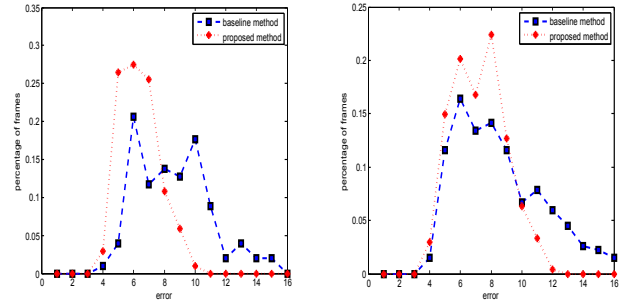 0.35
0.3
0.25
0.2
0.15
0.1
0.05
0
percentage of frames
0 2 4 6 8 10 12 14 16
error
baseline method
proposed method
0.25
0.2
0.15
0.1
0.05
0
percentage of frames
0 2 4 6 8 10 12 14 16
error
baseline method
proposed method